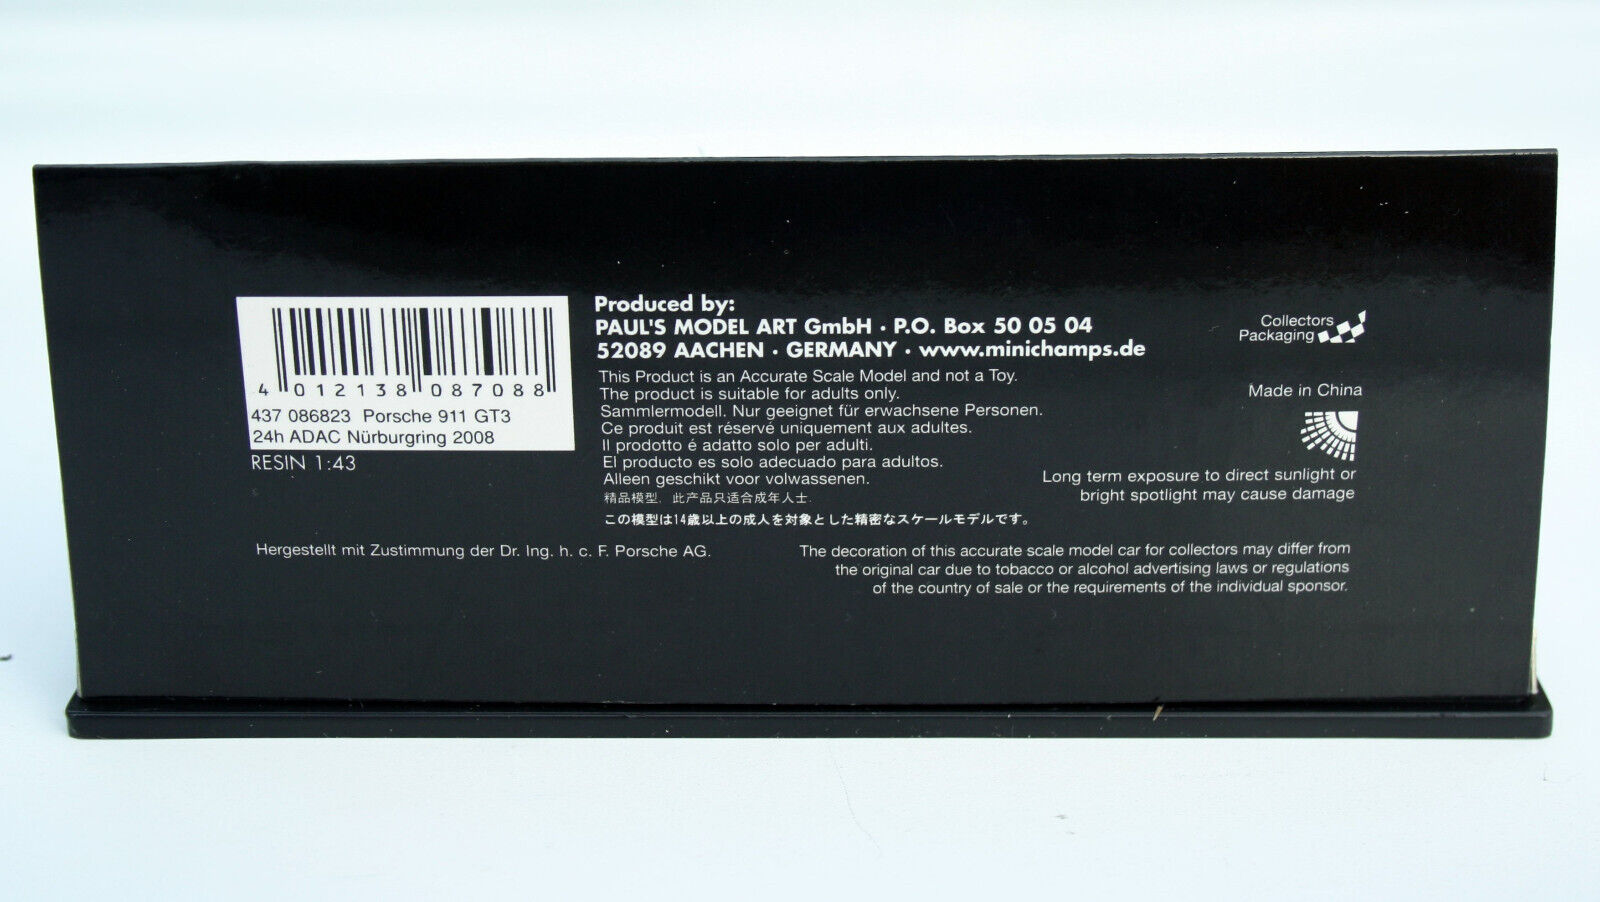 4 012138 087088
437 086823 Porsche 911 GT3
24h ADAC Nürburgring 2008
RESIN 1:43
Produced by:
PAUL'S MODEL ART GmbH · P.O. Box 50 05 04
52089 AACHEN · GERMANY · www.minichamps.de
This Product is an Accurate Scale Model and not a Toy.
The product is suitable for adults only.
Sammlermodell. Nur geeignet für erwachsene Personen.
Ce produit est réservé uniquement aux adultes.
Il prodotto é adatto solo per adulti.
El producto es solo adecuado para adultos.
Alleen geschikt voor volwassenen.
精品模型. 此产品只适合成年人士.
この模型は14歳以上の成人を対象とした精密なスケールモデルです。
Collectors
Packaging
Made in China
Long term exposure to direct sunlight or
bright spotlight may cause damage
Hergestellt mit Zustimmung der Dr. Ing. h. c. F. Porsche AG.
The decoration of this accurate scale model car for collectors may differ from
the original car due to tobacco or alcohol advertising laws or regulations
of the country of sale or the requirements of the individual sponsor.